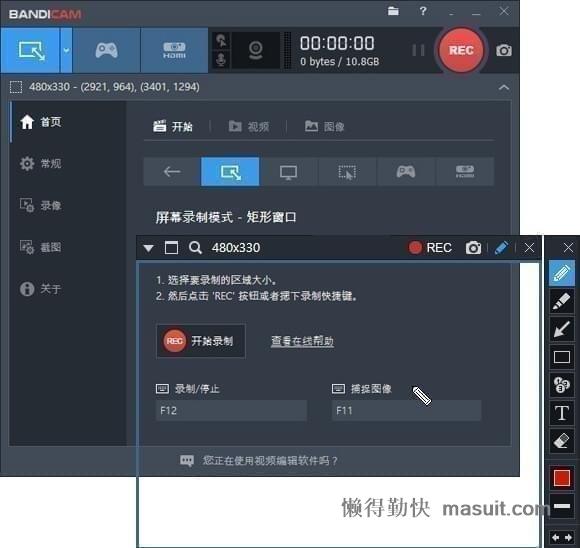 BANDICAM
?
HDMI
00:00:00
0 bytes / 10.8GB
REC
480x330 - (2921, 964), (3401, 1294)
首页
常规
录像
截图
关于
开始
视频
图像
HDMI
屏幕录制模式 - 矩形窗口
480x330
REC
1. 选择要录制的区域大小。
2. 然后点击 'REC' 按钮或者摁下录制快捷键。
REC
开始录制
查看在线帮助
录制/停止
捕捉图像
F12
F11
您正在使用视频编辑软件吗？
T
懒得勤快 masuit.com